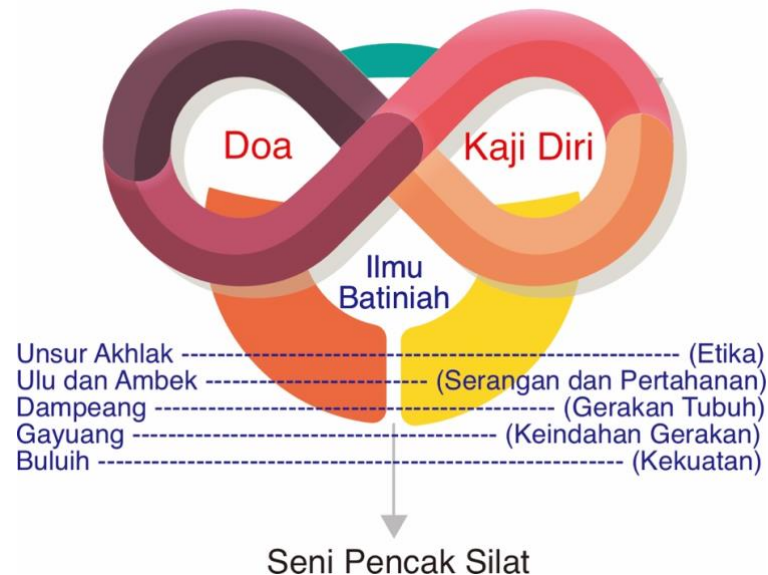 Doa
Kaji Diri
Ilmu
Batiniah
Unsur Akhlak ---------------------------------------------------------------------- (Etika)
Ulu dan Ambek -------------------------------- (Serangan dan Pertahanan)
Dampeang ------------------------------------------------------- (Gerakan Tubuh)
Gayuang -------------------------------------------------- (Keindahan Gerakan)
Buluih ------------------------------------------------------------------------ (Kekuatan)
Seni Pencak Silat